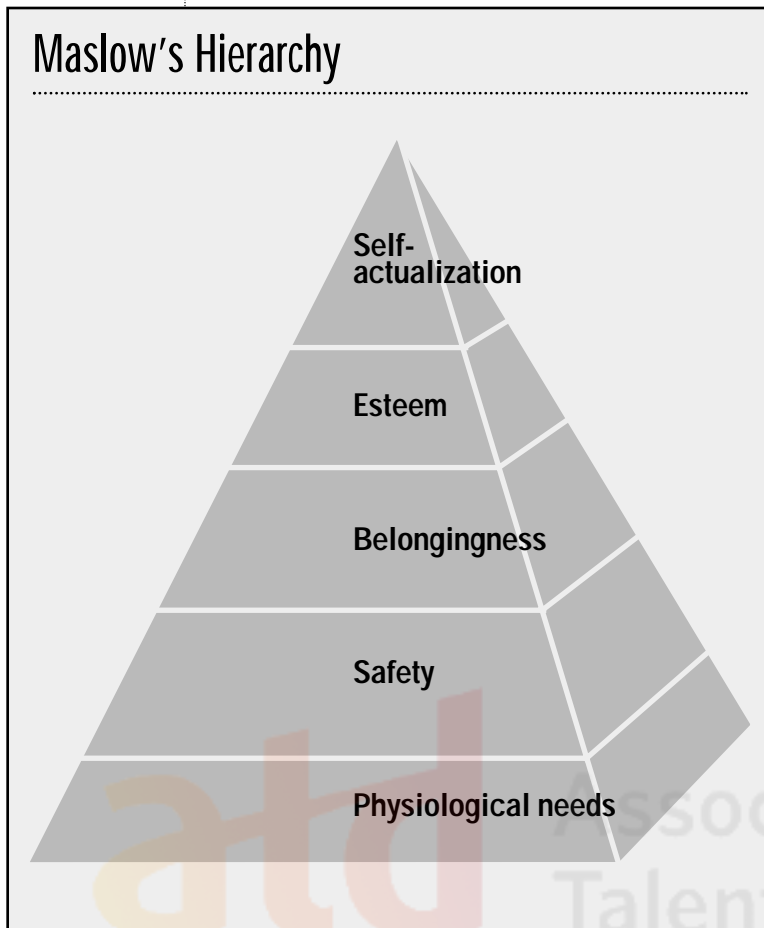 Maslow's Hierarchy
Self-
actualization
Esteem
Belongingness
Safety
Physiological needs
atd
Assoc
Talent